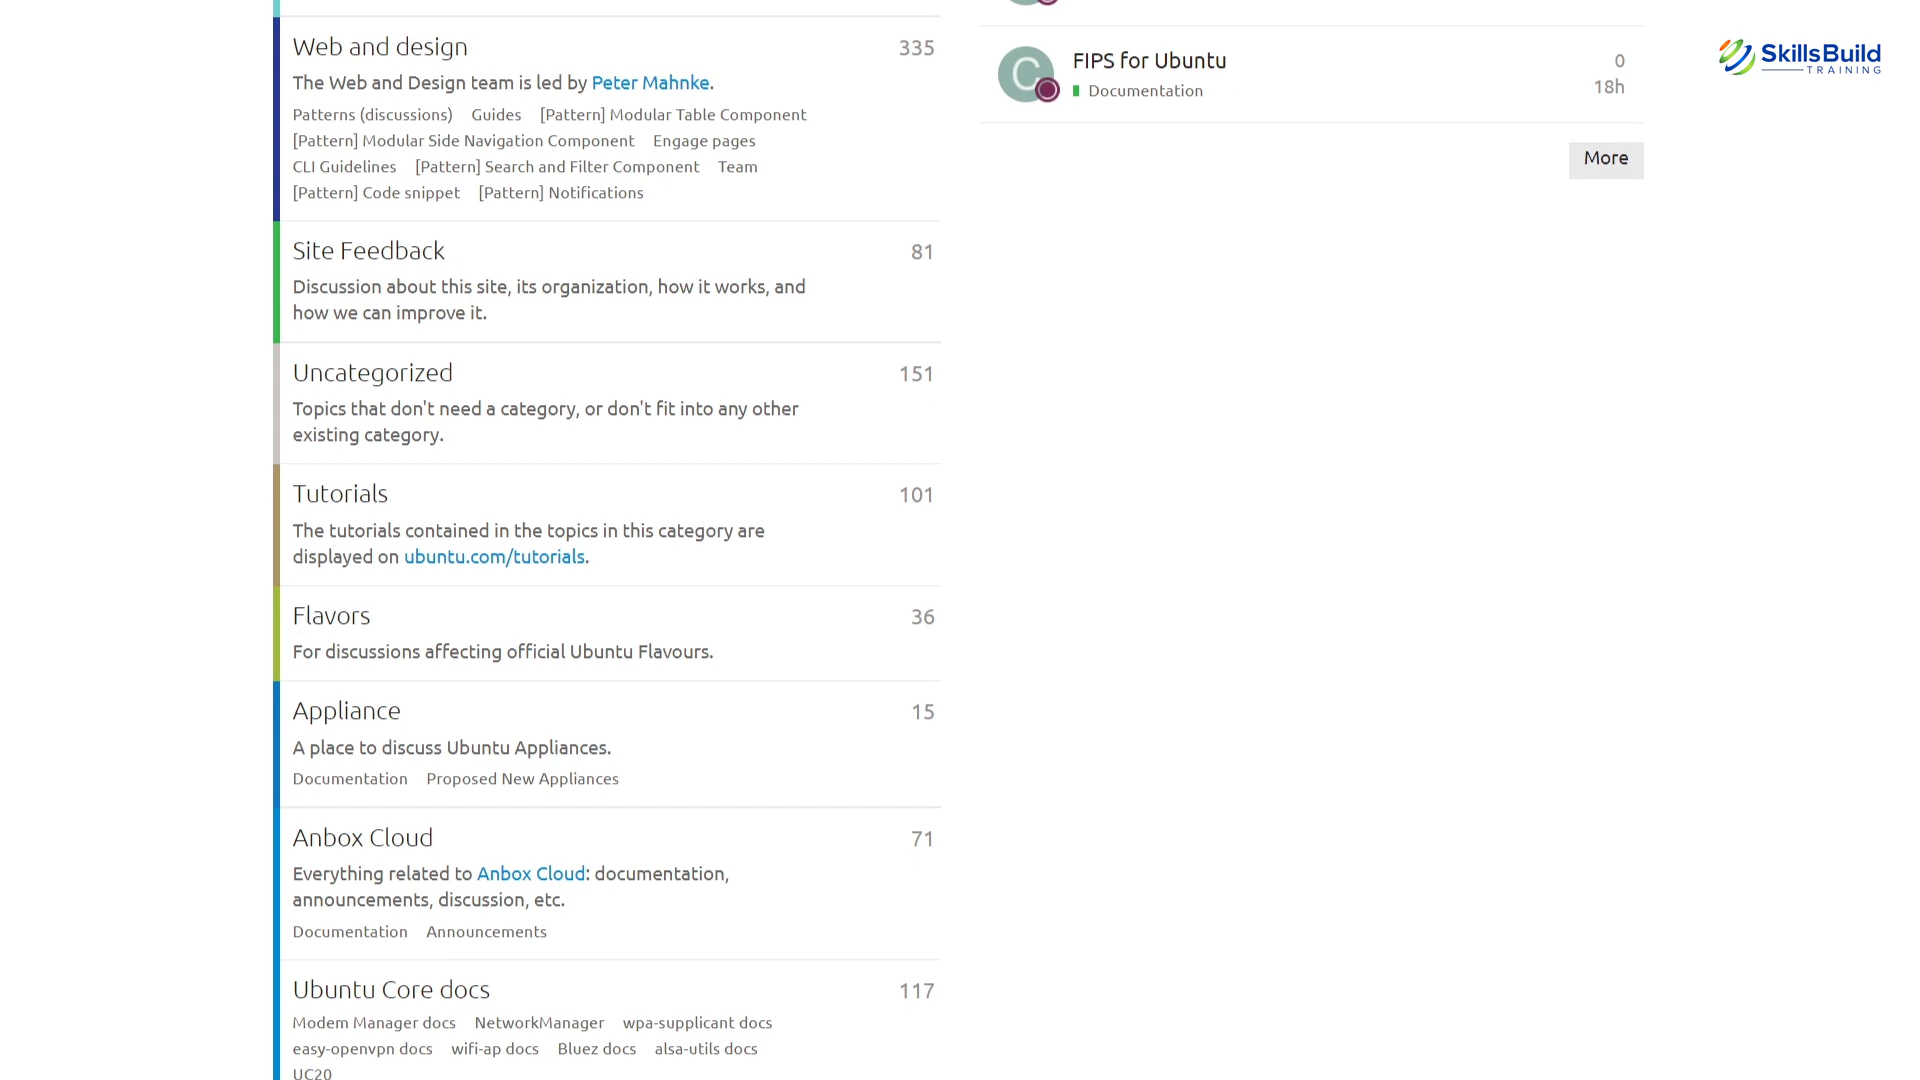 Web and design 335
The Web and Design team is led by Peter Mahnke.
Patterns (discussions) Guides [Pattern] Modular Table Component
[Pattern] Modular Side Navigation Component Engage pages
CLI Guidelines [Pattern] Search and Filter Component Team
[Pattern] Code snippet [Pattern] Notifications
Site Feedback 81
Discussion about this site, its organization, how it works, and
how we can improve it.
Uncategorized 151
Topics that don't need a category, or don't fit into any other
existing category.
Tutorials 101
The tutorials contained in the topics in this category are
displayed on ubuntu.com/tutorials.
Flavors 36
For discussions affecting official Ubuntu Flavours.
Appliance 15
A place to discuss Ubuntu Appliances.
Documentation Proposed New Appliances
Anbox Cloud 71
Everything related to Anbox Cloud: documentation,
announcements, discussion, etc.
Documentation Announcements
Ubuntu Core docs 117
Modem Manager docs NetworkManager wpa-supplicant docs
easy-openvpn docs wifi-ap docs Bluez docs alsa-utils docs
UC20
C
FIPS for Ubuntu 0
Documentation 18h
More
SkillsBuild
TRAINING